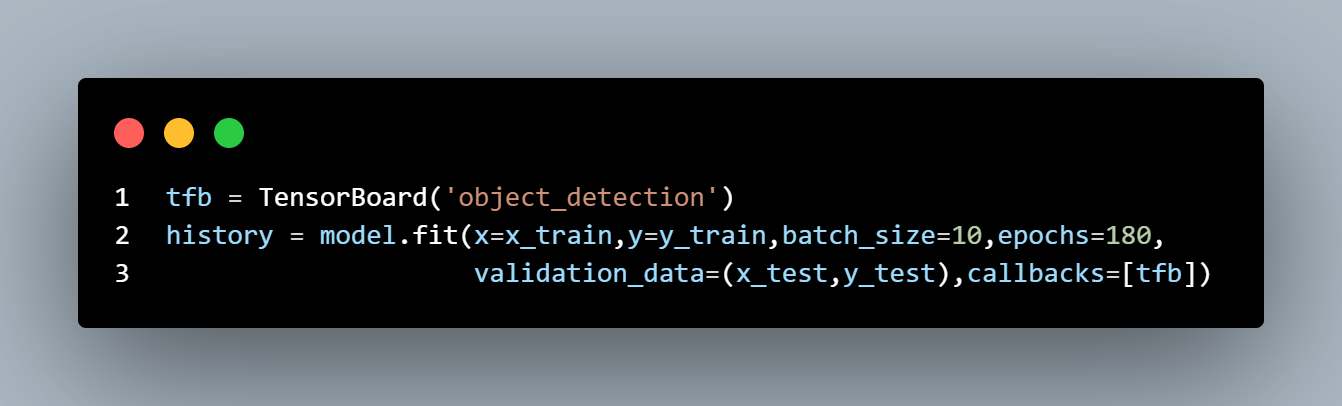 1 tfb = TensorBoard('object_detection')
2 history = model.fit(x=x_train,y=y_train,batch_size=10,epochs=180,
3                     validation_data=(x_test,y_test),callbacks=[tfb])